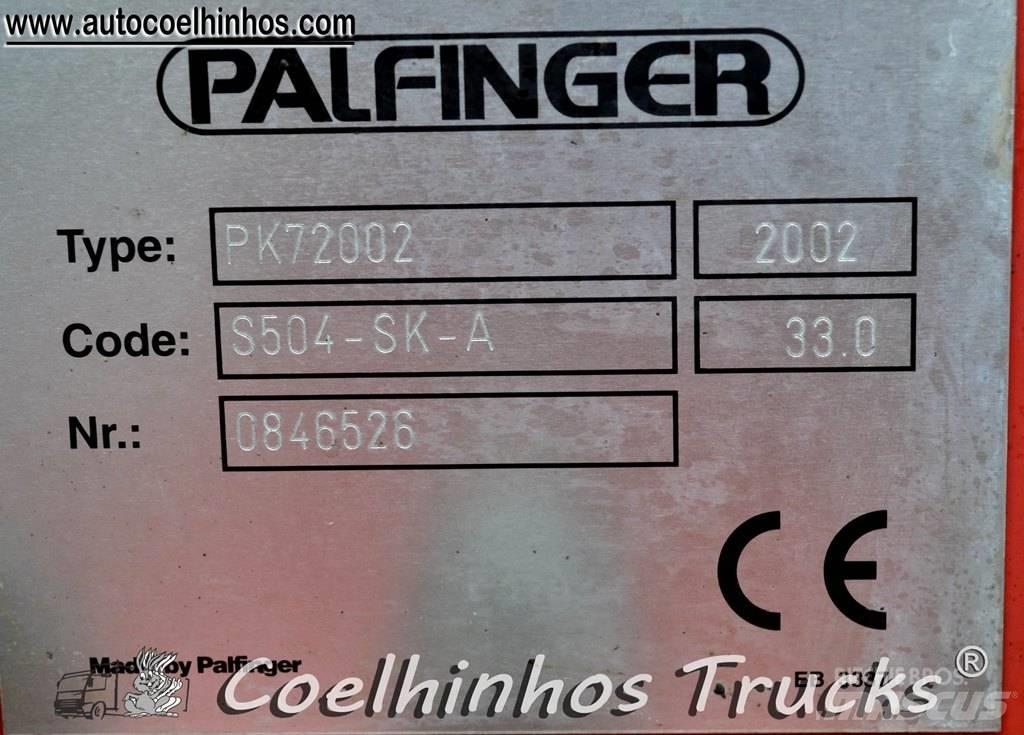 www.autocoelhinhos.com
PALFINGER
Type: PK72002 2002
Code: S504-SK-A 33.0
Nr.: 0846526
CE
Made by Palfinger
Coelhinhos Trucks®